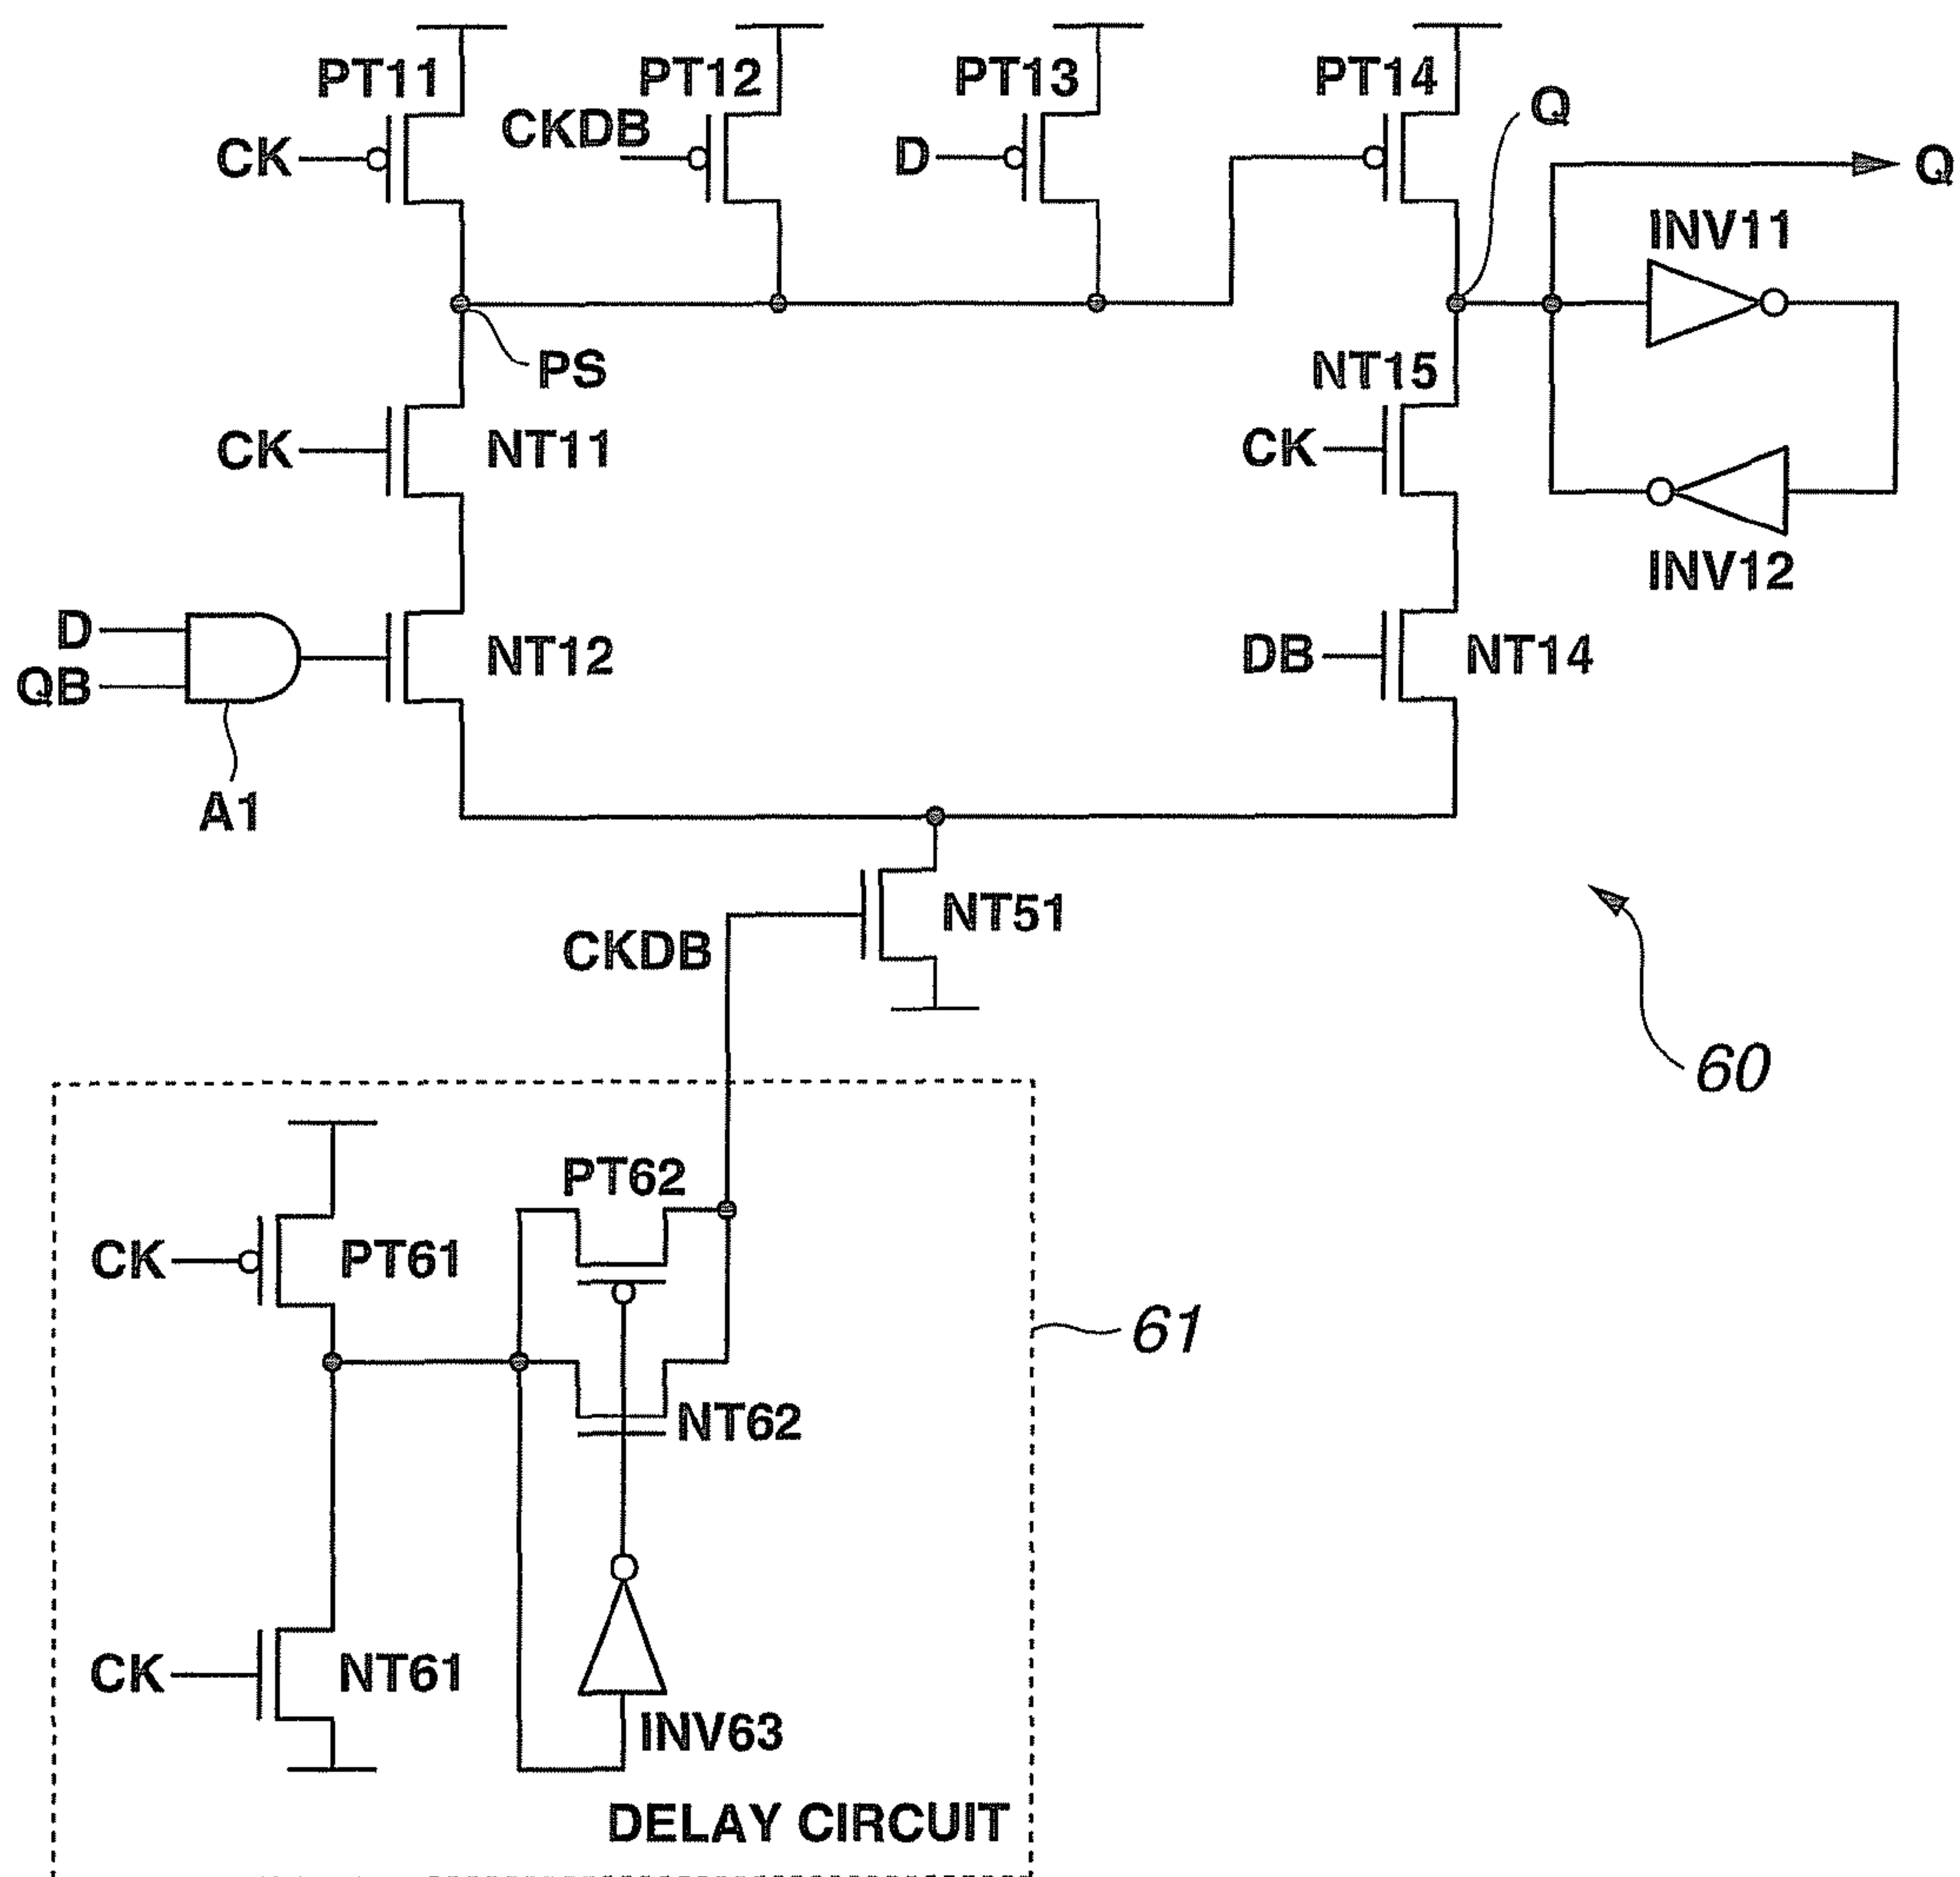 PT11
PT12
PT13
PT14
Q
CK
CKDB
D
Q
INV11
PS
NT15
CK
NT11
CK
INV12
D
QB
NT12
DB
NT14
A1
NT51
CKDB
60
PT62
CK
PT61
61
NT62
CK
NT61
INV63
DELAY CIRCUIT